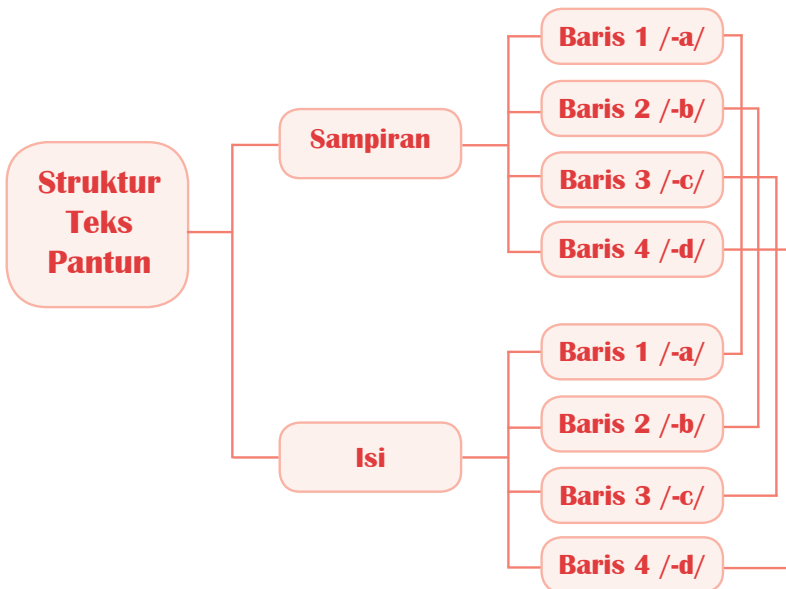 Struktur
Teks
Pantun
Sampiran
Baris 1 /-a/
Baris 2 /-b/
Baris 3 /-c/
Baris 4 /-d/
Isi
Baris 1 /-a/
Baris 2 /-b/
Baris 3 /-c/
Baris 4 /-d/